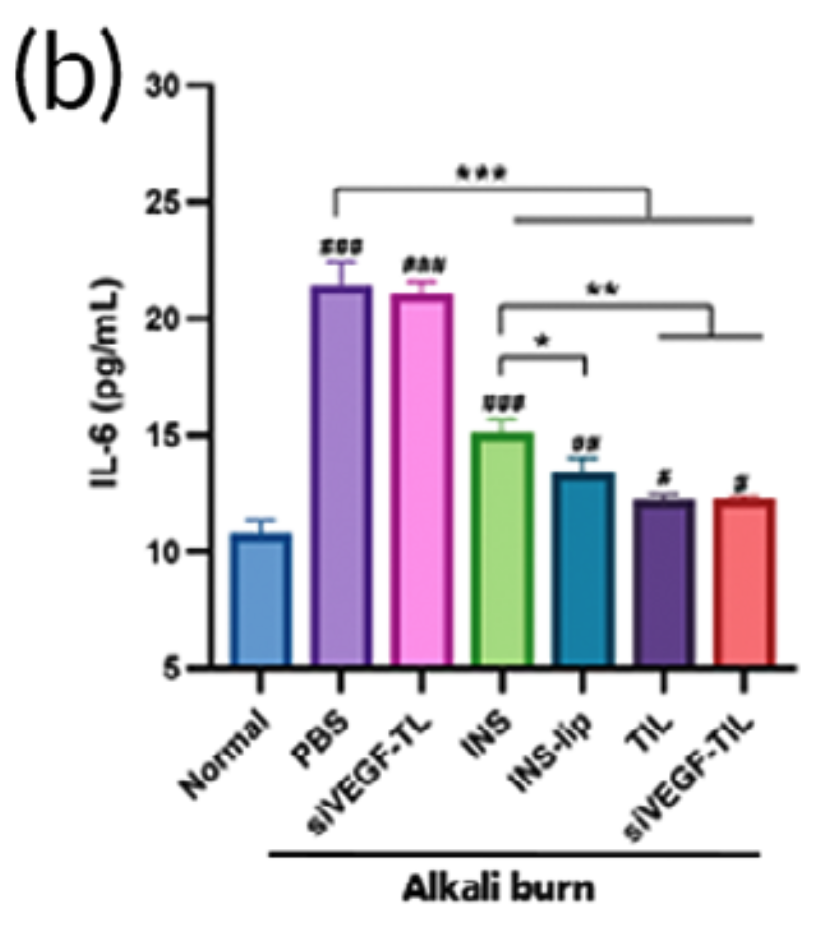 (b)
30
25
20
15
10
5
IL-6 (pg/mL)
***
###
###
**
*
###
##
#
#
Normal
PBS
siVEGF-TL
INS
INS-lip
TIL
siVEGF-TIL
Alkali burn